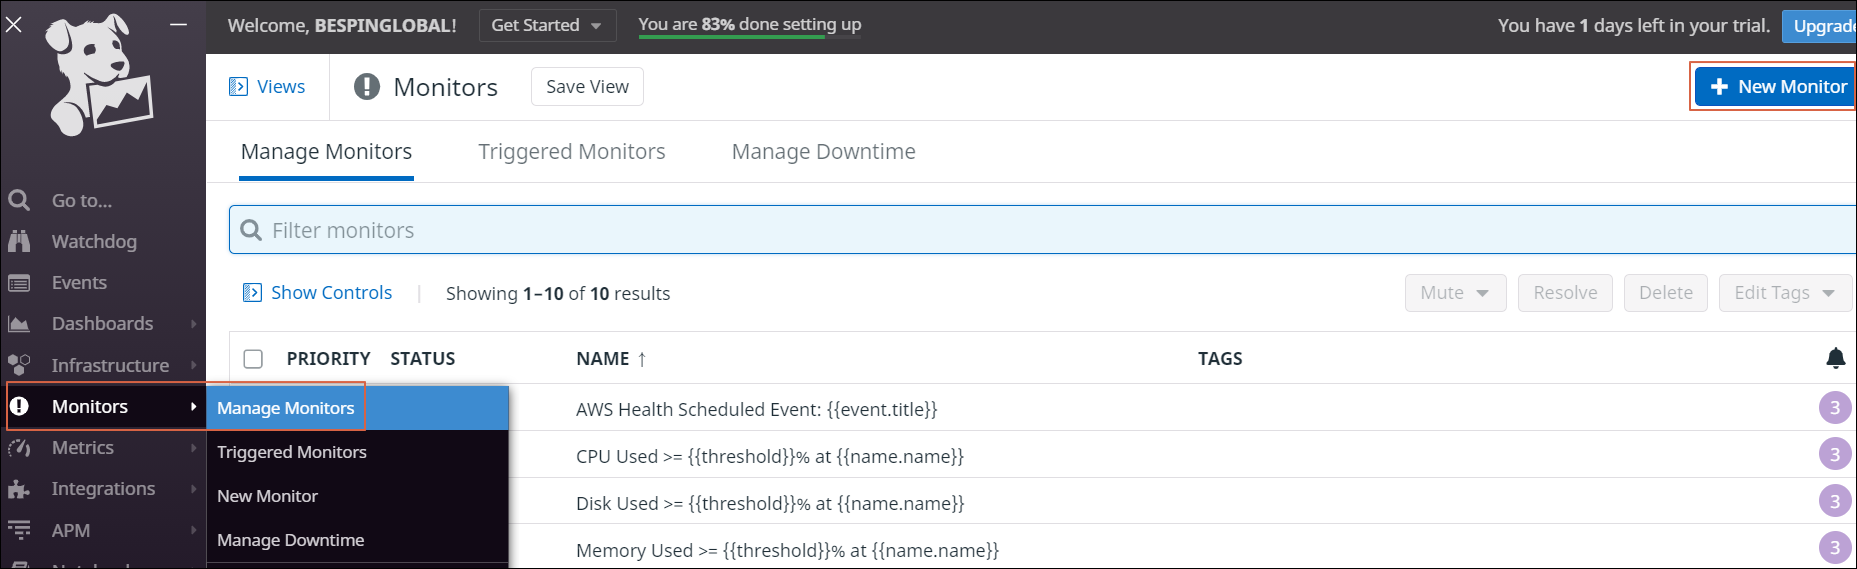 Welcome, BESPINGLOBAL!
Get Started
You are 83% done setting up
You have 1 days left in your trial.
Upgrade
Views
Monitors
Save View
New Monitor
Manage Monitors
Triggered Monitors
Manage Downtime
Go to...
Watchdog
Events
Dashboards
Infrastructure
Monitors
Metrics
Integrations
APM
Filter monitors
Show Controls
Showing 1–10 of 10 results
Mute
Resolve
Delete
Edit Tags
PRIORITY STATUS NAME ↑ TAGS
Manage Monitors
Triggered Monitors
New Monitor
Manage Downtime
AWS Health Scheduled Event: {{event.title}} 3
CPU Used >= {{threshold}}% at {{name.name}} 3
Disk Used >= {{threshold}}% at {{name.name}} 3
Memory Used >= {{threshold}}% at {{name.name}} 3